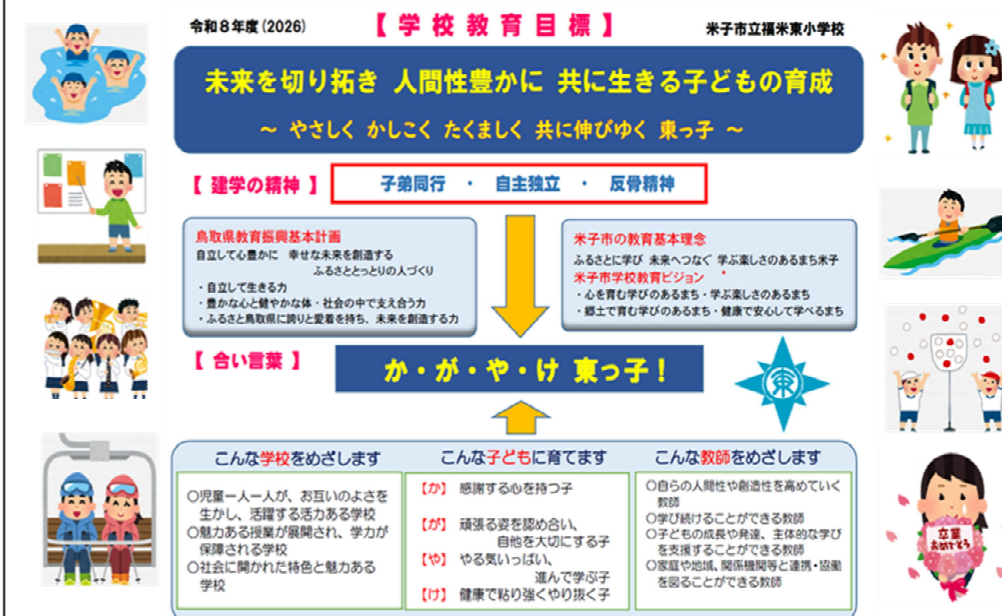 令和8年度(2026)
【 学 校 教 育 目 標 】
米子市立福米東小学校
未来を切り拓き 人間性豊かに 共に生きる子どもの育成
～ やさしく かしこく たくましく 共に伸びゆく 東っ子 ～
【 建学の精神 】
子弟同行 ・ 自主独立 ・ 反骨精神
鳥取県教育振興基本計画
自立して心豊かに 幸せな未来を創造する
ふるさととっとりの人づくり
・自立して生きる力
・豊かな心と健やかな体・社会の中で支え合う力
・ふるさと鳥取県に誇りと愛着を持ち、未来を創造する力
米子市の教育基本理念
ふるさとに学び 未来へつなぐ 学ぶ楽しさのあるまち米子
米子市学校教育ビジョン
・心を育む学びのあるまち・学ぶ楽しさのあるまち
・郷土で育む学びのあるまち・健康で安心して学べるまち
【 合い言葉 】
か・が・や・け 東っ子！
東
こんな学校をめざします
○児童一人一人が、お互いのよさを
生かし、活躍する活力ある学校
○魅力ある授業が展開され、学力が
保障される学校
○社会に開かれた特色と魅力ある
学校
こんな子どもに育てます
【か】 感謝する心を持つ子
【が】 頑張る姿を認め合い、
自他を大切にする子
【や】 やる気いっぱい、
進んで学ぶ子
【け】 健康で粘り強くやり抜く子
こんな教師をめざします
○自らの人間性や創造性を高めていく
教師
○学び続けることができる教師
○子どもの成長や発達、主体的な学び
を支援することができる教師
○家庭や地域、関係機関等と連携・協働
を図ることができる教師
卒業
おめでとう